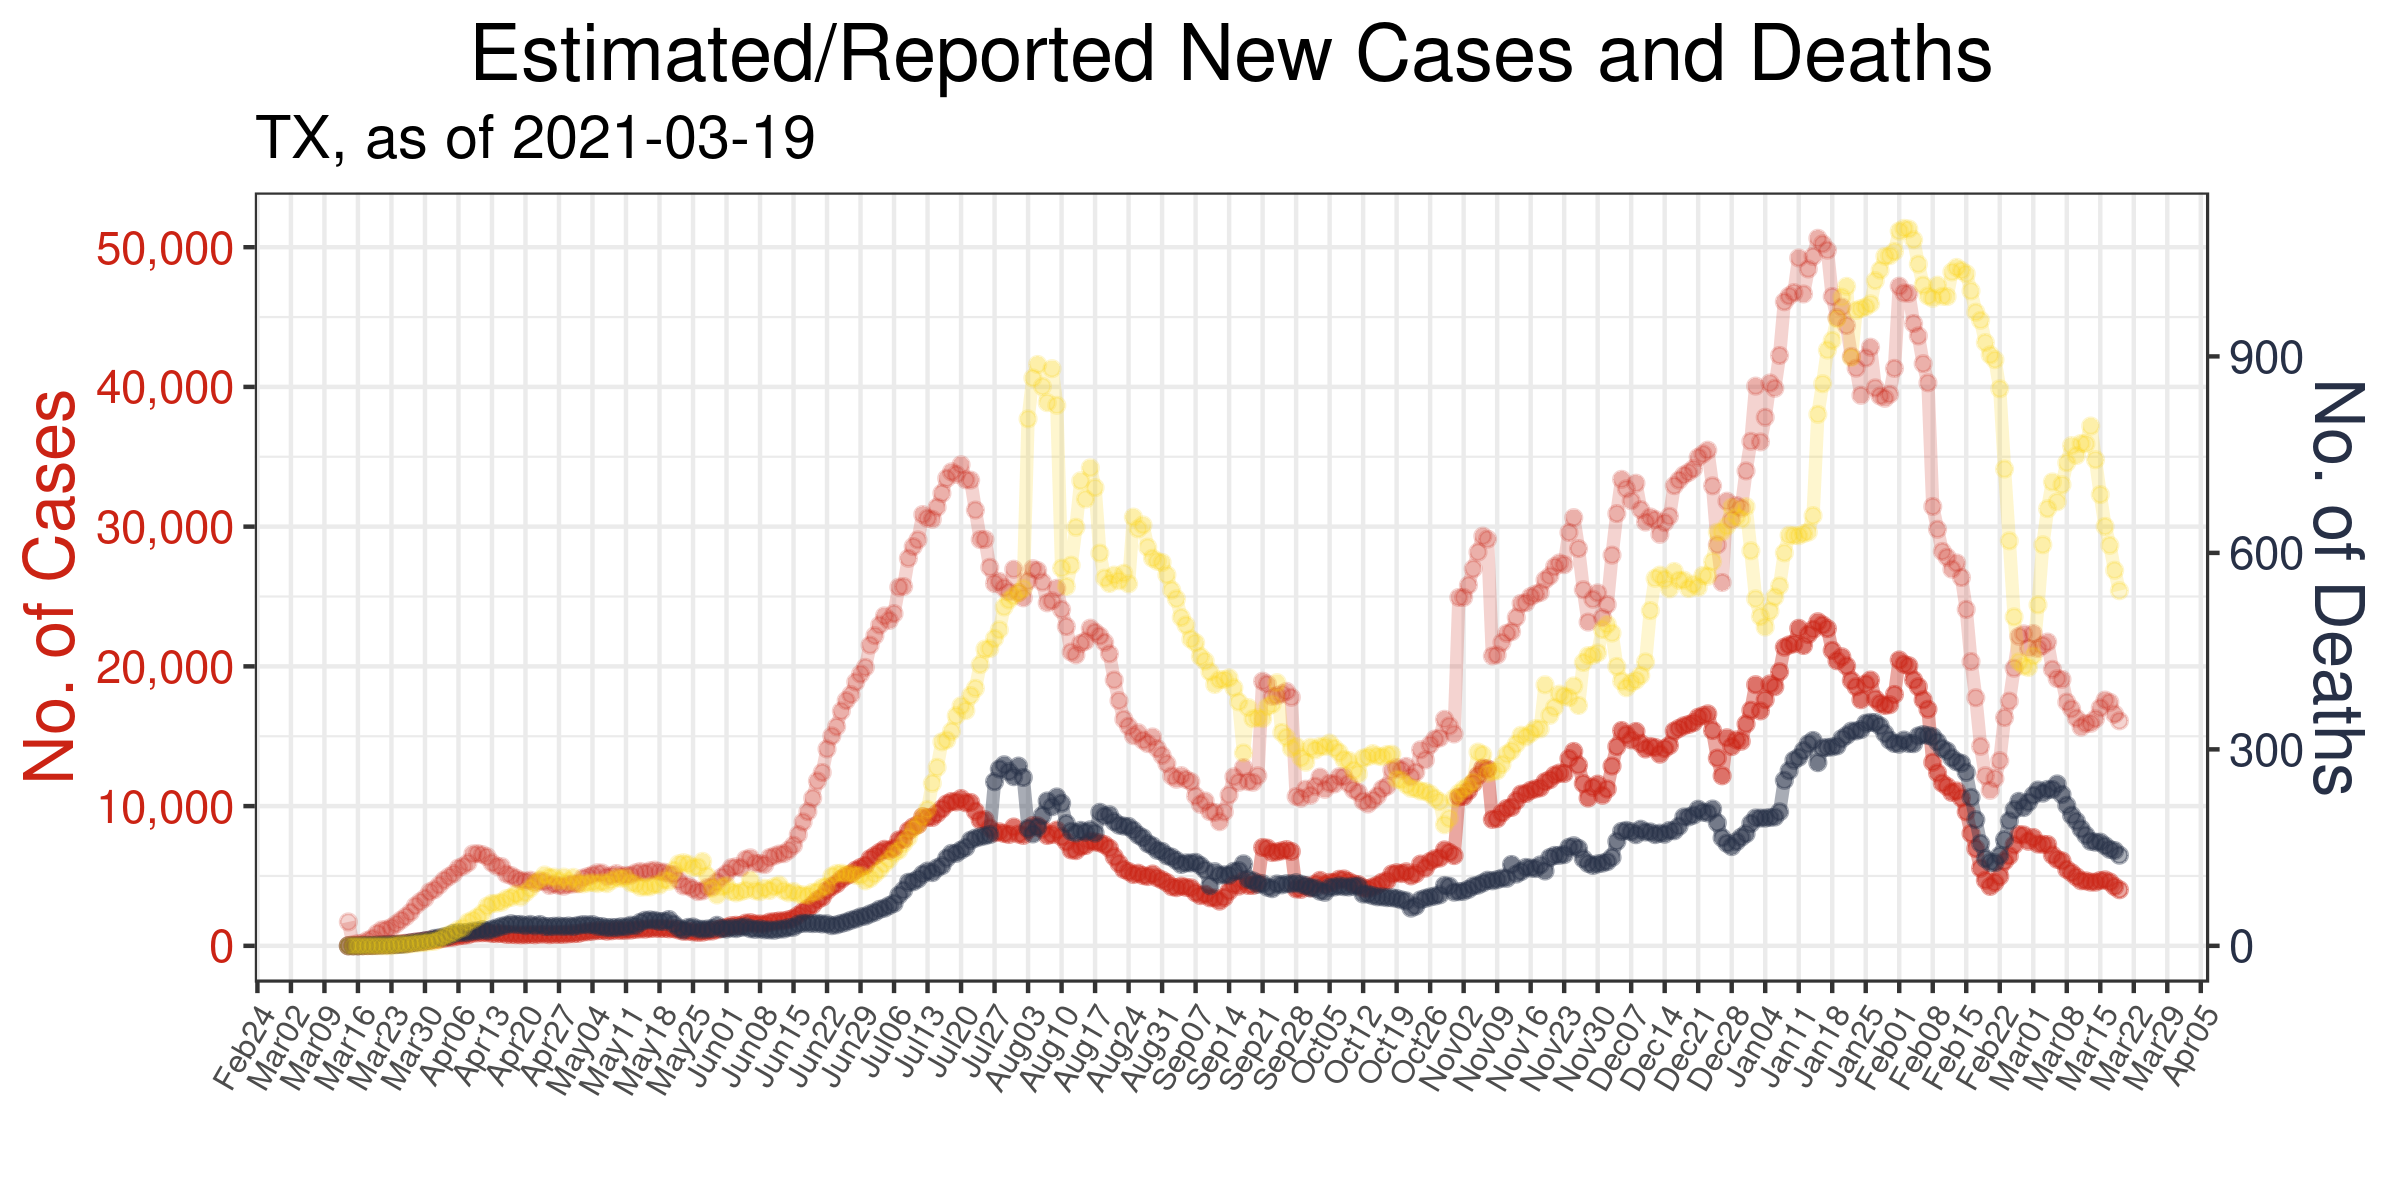 Estimated/Reported New Cases and Deaths
TX, as of 2021-03-19
No. of Cases
50,000
40,000
30,000
20,000
10,000
0
900
600
300
0
No. of Deaths
Feb24
Mar02
Mar09
Mar16
Mar23
Mar30
Apr06
Apr13
Apr20
Apr27
May04
May11
May18
May25
Jun01
Jun08
Jun15
Jun22
Jun29
Jul06
Jul13
Jul20
Jul27
Aug03
Aug10
Aug17
Aug24
Aug31
Sep07
Sep14
Sep21
Sep28
Oct05
Oct12
Oct19
Oct26
Nov02
Nov09
Nov16
Nov23
Nov30
Dec07
Dec14
Dec21
Dec28
Dec04
Jan11
Jan18
Jan25
Feb01
Feb08
Feb15
Feb22
Mar01
Mar08
Mar15
Mar22
Mar29
Apr05